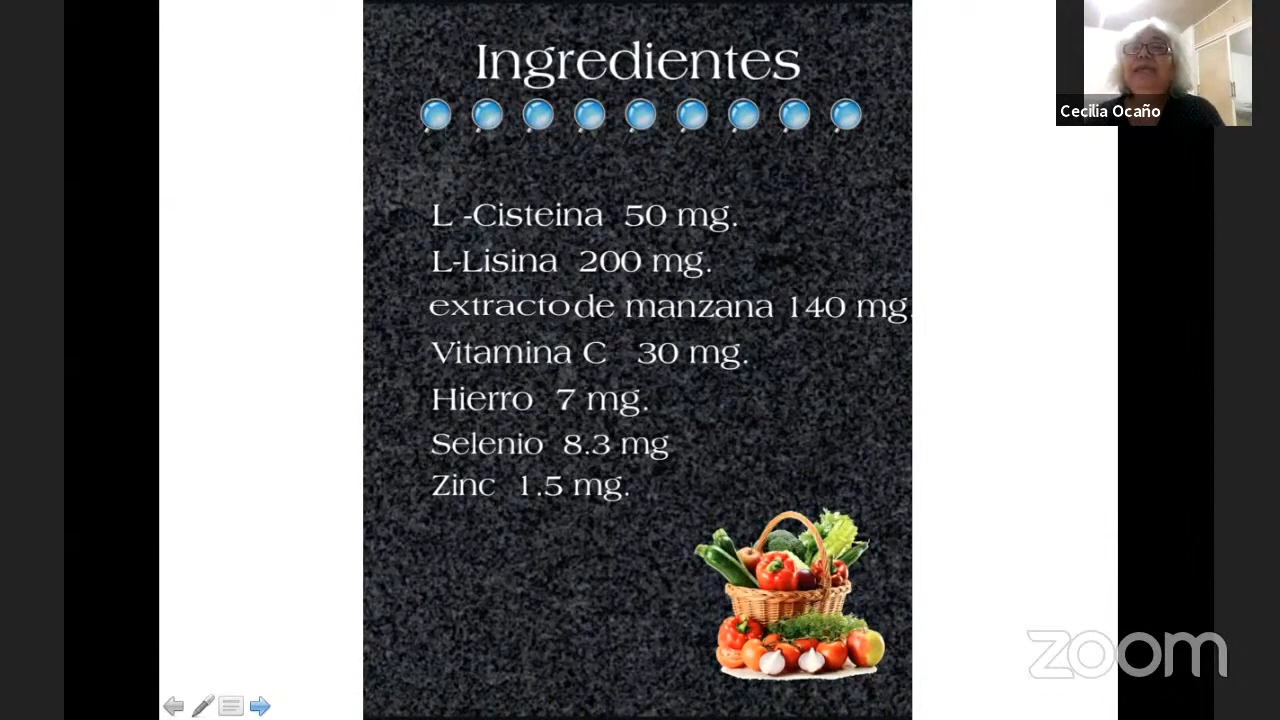 Ingredientes
Cecilia Ocaño
L -Cisteina 50 mg.
L-Lisina 200 mg.
extracto de manzana 140 mg.
Vitamina C 30 mg.
Hierro 7 mg.
Selenio 8.3 mg
Zinc 1.5 mg.
zoom